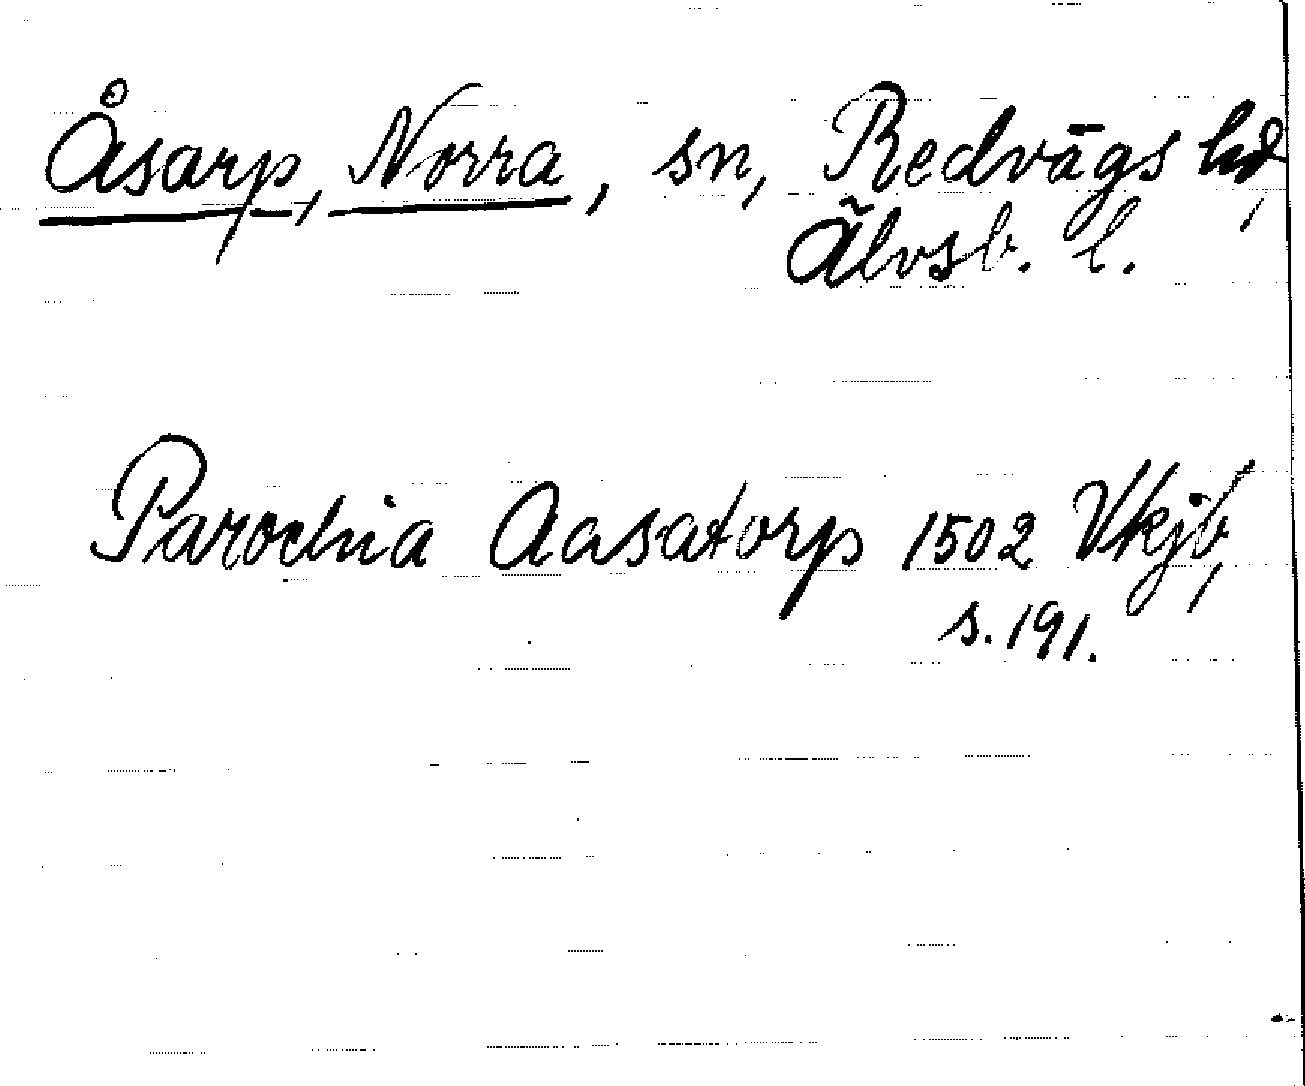 Åsarp, Norra, sn, Redvägs hd,
Älvsb. l.
Parochia Aasatorp 1502 Vkjb,
s. 191.